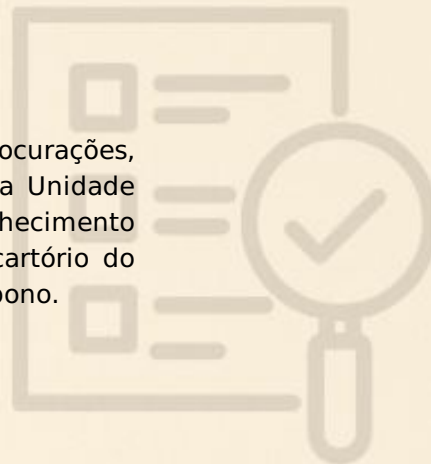 ocurações,
a Unidade
hecimento
cartório do
pono.